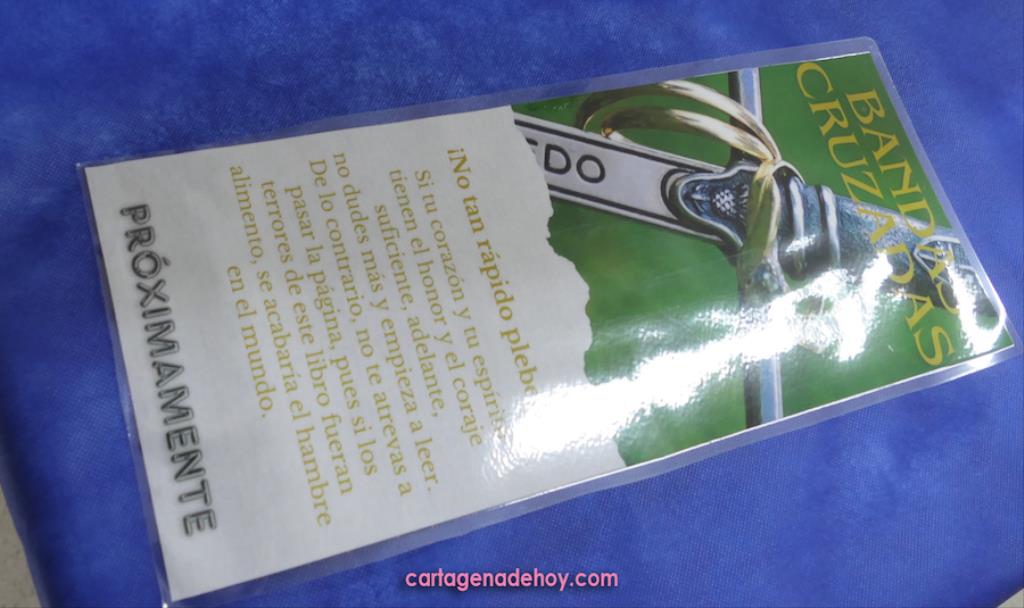 BANDAS
CRUZADAS
EDO
¡No tan rápido
Si tu corazón y tu
tienen el honor y el coraje
suficiente, adelante,
no dudes más y empieza a leer.
De lo contrario, no te atrevas a
pasar la página, pues si los
terrores de este libro fueran
alimento, se acabaría el hambre
en el mundo.
PRÓXIMAMENTE
cartagenadehoy.com